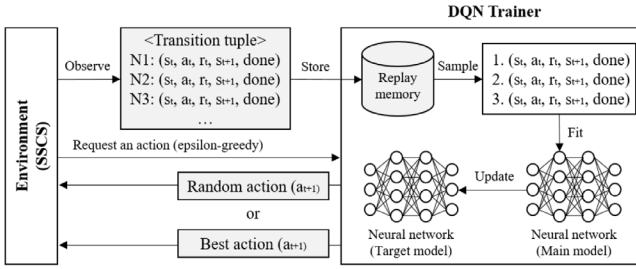 DQN Trainer
Environment
(SSCS)
Observe
<Transition tuple>
N1: (st, at, rt, st+1, done)
N2: (st, at, rt, st+1, done)
N3: (st, at, rt, st+1, done)
…
Store
Replay
memory
Sample
1. (st, at, rt, st+1, done)
2. (st, at, rt, st+1, done)
3. (st, at, rt, st+1, done)
Fit
Request an action (epsilon-greedy)
Random action (at+1)
or
Best action (at+1)
Update
Neural network
(Target model)
Neural network
(Main model)